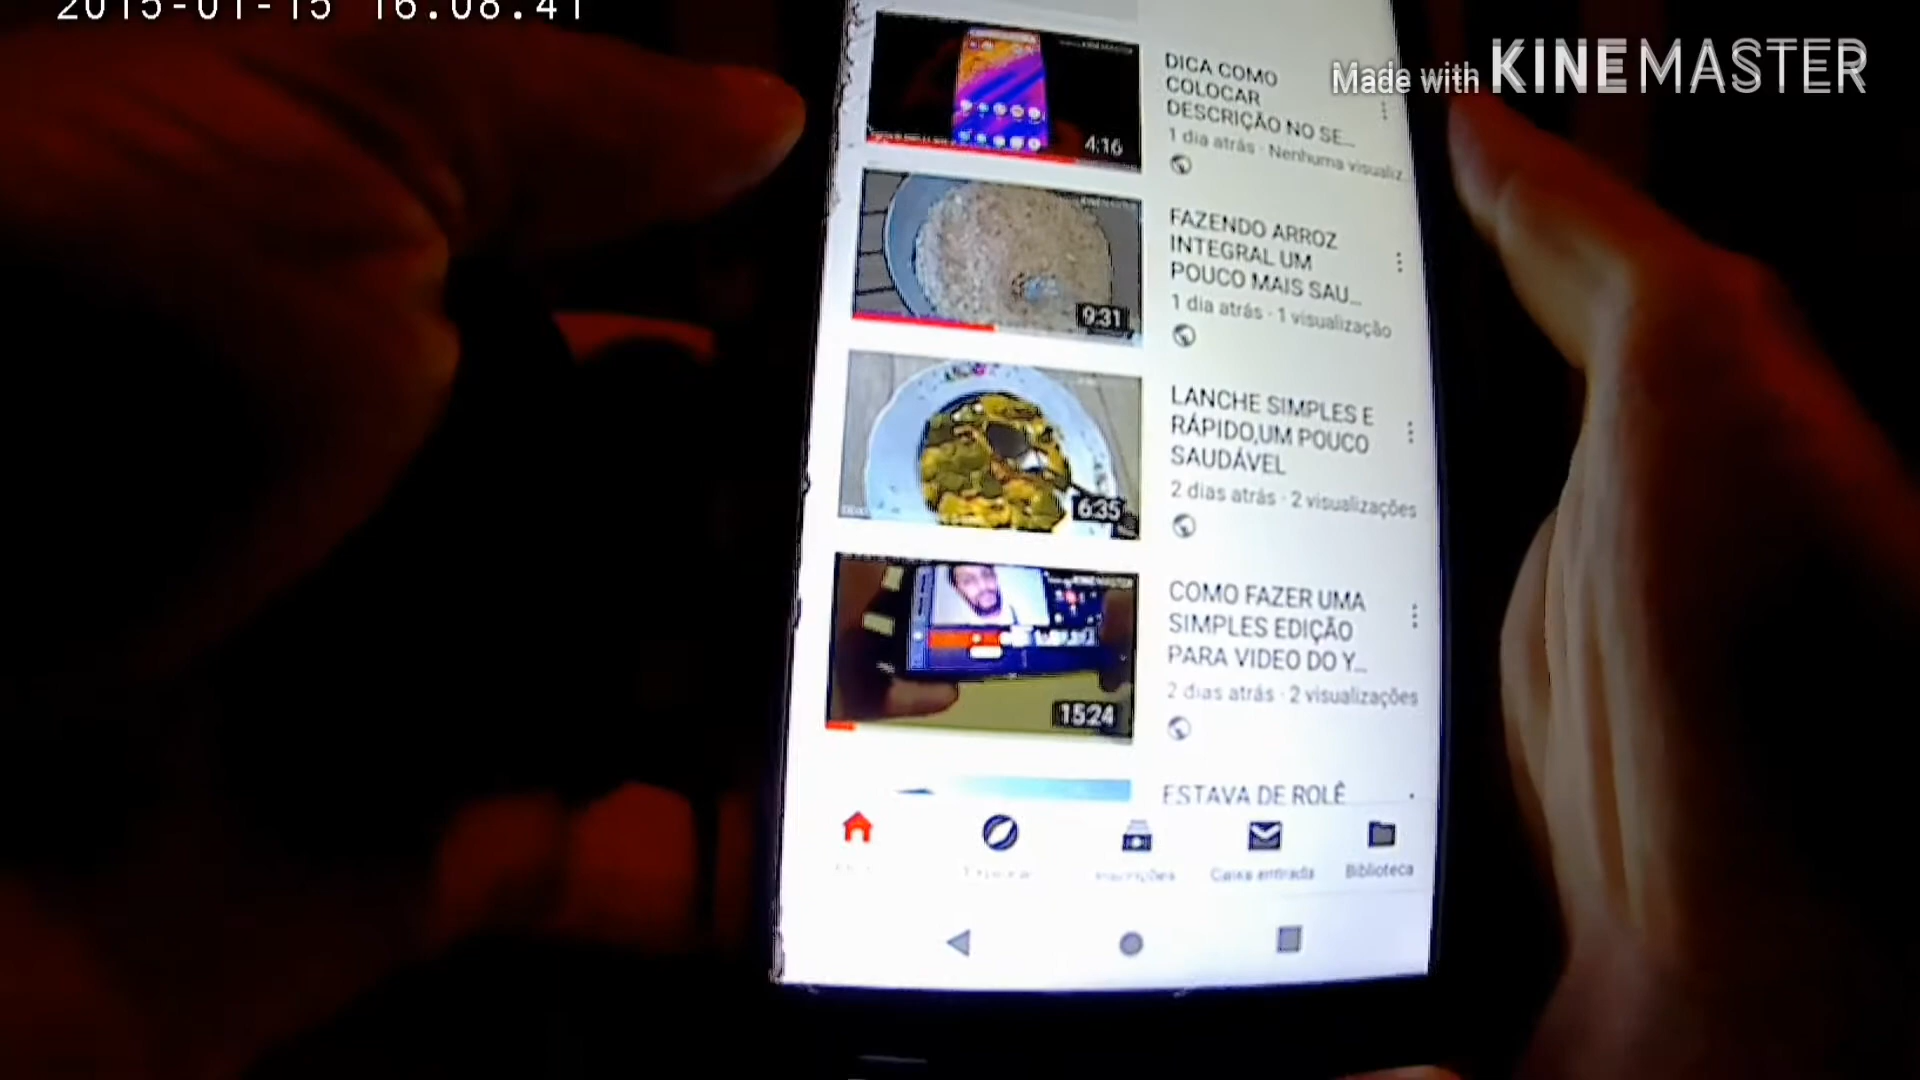 2015-01-15 16:08:41
Made with KINEMASTER
DICA COMO
COLOCAR
DESCRIÇÃO NO SE...
1 dia atrás · Nenhuma visualiz
4:16
FAZENDO ARROZ
INTEGRAL UM
POUCO MAIS SAU...
1 dia atrás · 1 visualização
9:31
LANCHE SIMPLES E
RÁPIDO,UM POUCO
SAUDÁVEL
2 dias atrás · 2 visualizações
6:35
COMO FAZER UMA
SIMPLES EDIÇÃO
PARA VIDEO DO Y...
2 dias atrás · 2 visualizações
15:24
ESTAVA DE ROLÊ
Inscrições
Caixa entrada
Biblioteca